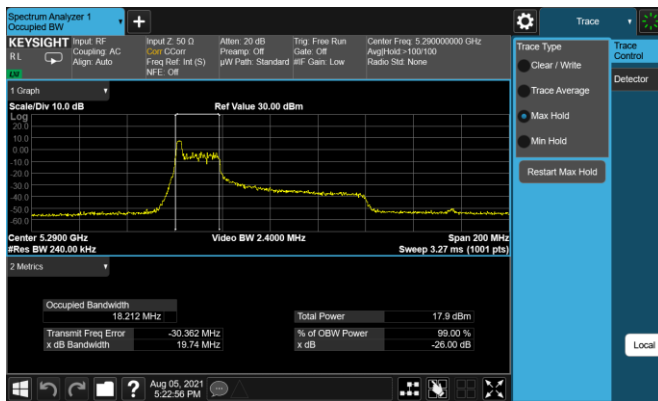 Spectrum Analyzer 1
Occupied BW
+
Trace
KEYSIGHT
R L
LXI
Input: RF
Coupling: AC
Align: Auto
Input Z: 50 Ω
Corr CCorr
Freq Ref: Int (S)
NFE: Off
Atten: 20 dB
Preamp: Off
µW Path: Standard
Trig: Free Run
Gate: Off
#IF Gain: Low
Center Freq: 5.290000000 GHz
Avg|Hold:>100/100
Radio Std: None
Trace Type
Clear / Write
Trace Average
Max Hold
Min Hold
Restart Max Hold
Trace
Control
Detector
Local
1 Graph
Scale/Div 10.0 dB
Ref Value 30.00 dBm
Log
20.0
10.0
0.00
-10.0
-20.0
-30.0
-40.0
-50.0
-60.0
Center 5.2900 GHz
#Res BW 240.00 kHz
Video BW 2.4000 MHz
Span 200 MHz
Sweep 3.27 ms (1001 pts)
2 Metrics
Occupied Bandwidth
18.212 MHz
Total Power 17.9 dBm
Transmit Freq Error -30.362 MHz
% of OBW Power 99.00 %
x dB Bandwidth 19.74 MHz
x dB -26.00 dB
?
Aug 05, 2021
5:22:56 PM